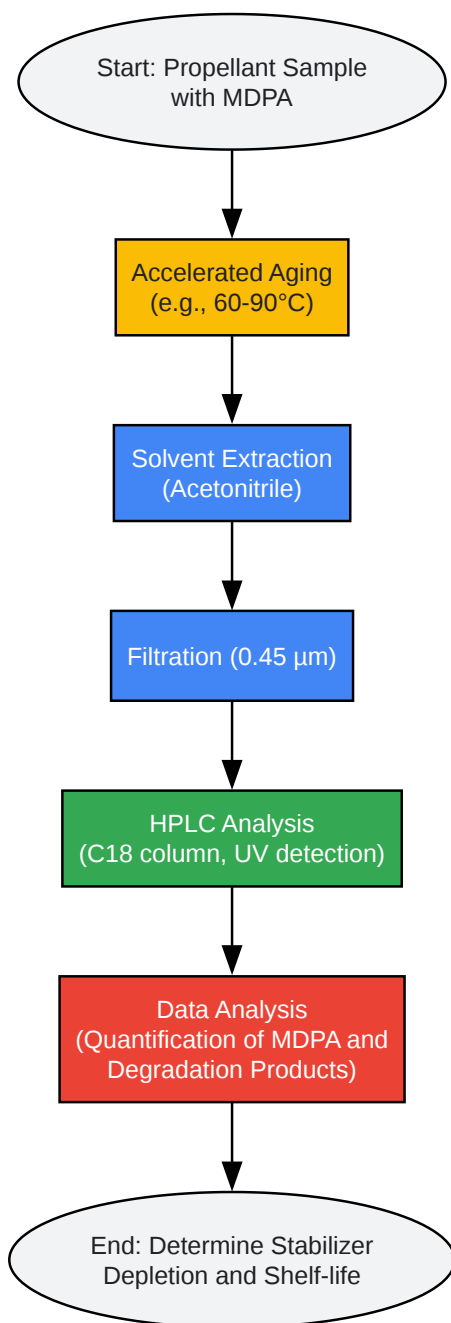 Start: Propellant Sample
with MDPA
Accelerated Aging
(e.g., 60-90°C)
Solvent Extraction
(Acetonitrile)
Filtration (0.45 µm)
HPLC Analysis
(C18 column, UV detection)
Data Analysis
(Quantification of MDPA and
Degradation Products)
End: Determine Stabilizer
Depletion and Shelf-life